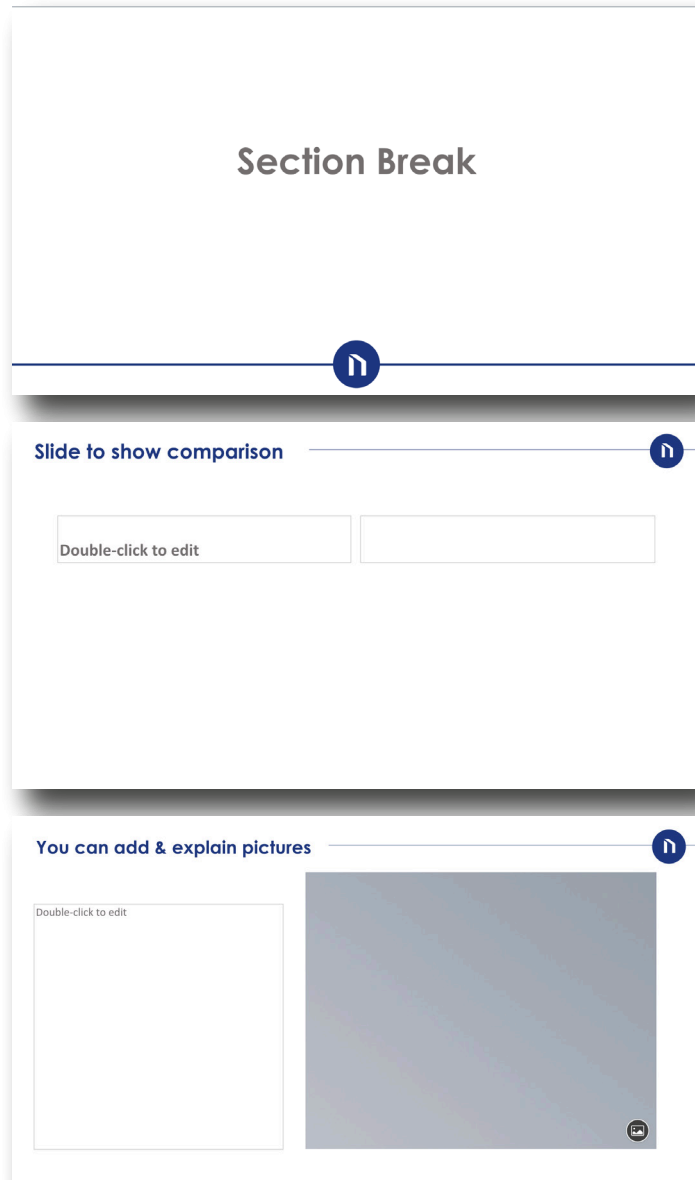 Section Break
Slide to show comparison
Double-click to edit
You can add & explain pictures
Double-click to edit